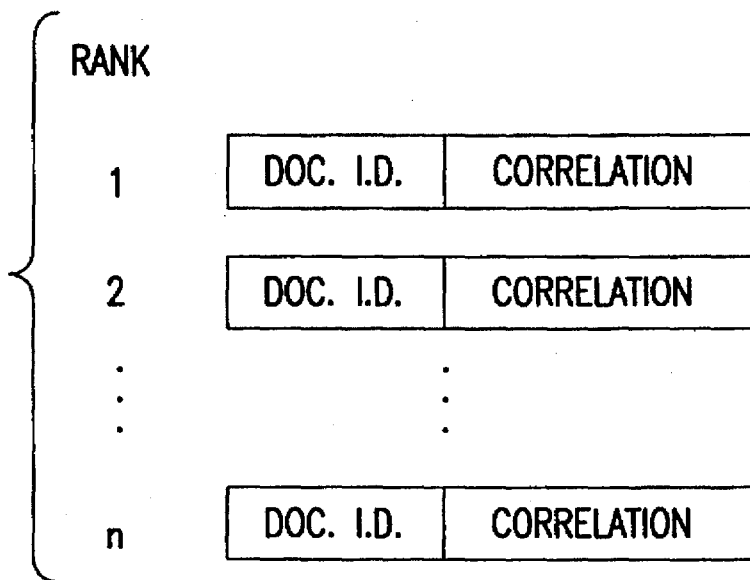 RANK
1 DOC. I.D. CORRELATION
2 DOC. I.D. CORRELATION
n DOC. I.D. CORRELATION